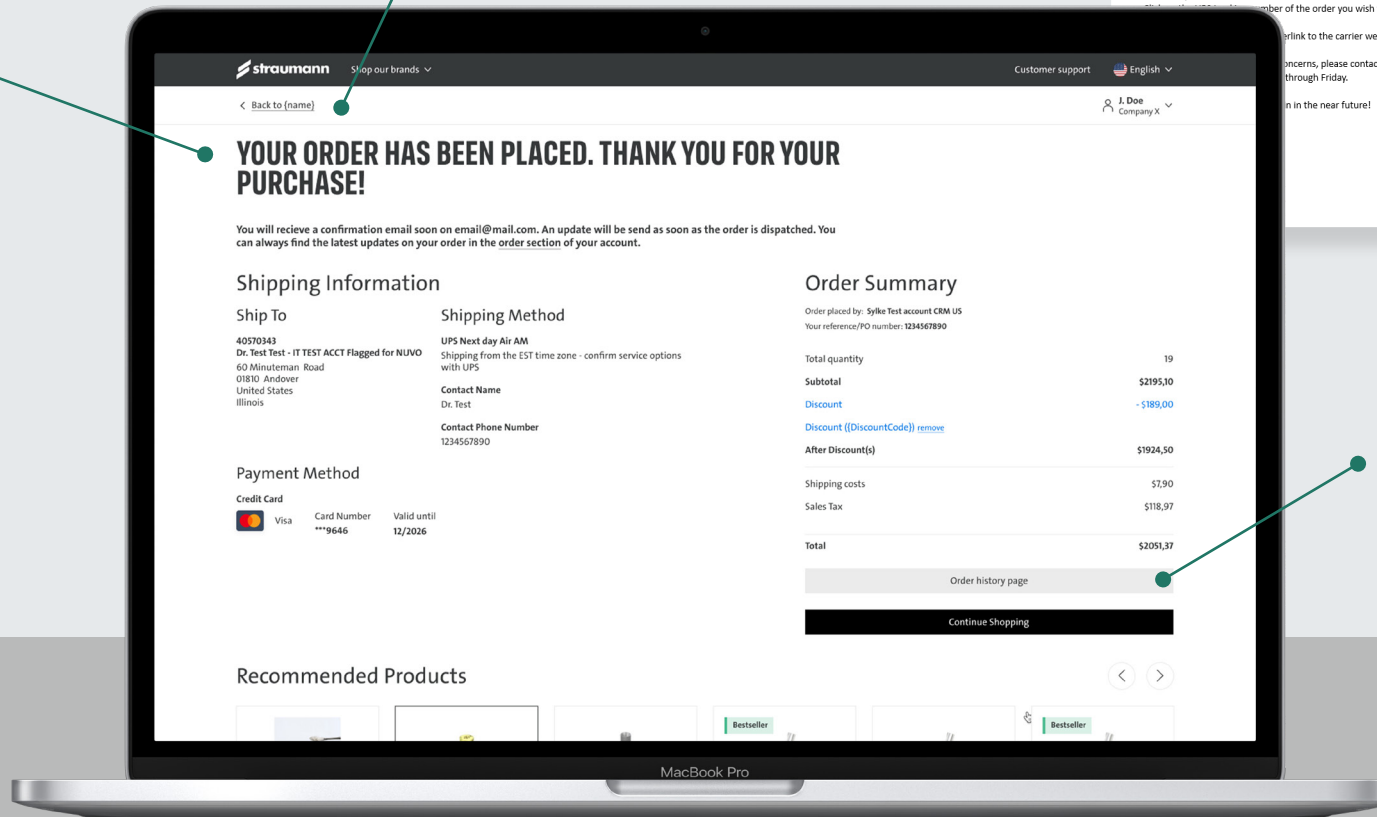 number of the order you wish
hyperlink to the carrier we
concerns, please contac
through Friday.
in the near future!
straumann Shop our brands
Customer support English
Back to {name}
J. Doe
Company X
YOUR ORDER HAS BEEN PLACED. THANK YOU FOR YOUR
PURCHASE!
You will recieve a confirmation email soon on email@mail.com. An update will be send as soon as the order is dispatched. You
can always find the latest updates on your order in the order section of your account.
Shipping Information
Ship To
40570343
Dr. Test Test - IT TEST ACCT Flagged for NUVO
60 Minuteman Road
01810 Andover
United States
Illinois
Shipping Method
UPS Next day Air AM
Shipping from the EST time zone - confirm service options
with UPS
Contact Name
Dr. Test
Contact Phone Number
1234567890
Payment Method
Credit Card
Visa
Card Number
***9646
Valid until
12/2026
Order Summary
Order placed by: Sylke Test account CRM US
Your reference/PO number: 1234567890
Total quantity 19
Subtotal $2195,10
Discount - $189,00
Discount ({DiscountCode}) remove
After Discount(s) $1924,50
Shipping costs $7,90
Sales Tax $118,97
Total $2051,37
Order history page
Continue Shopping
Recommended Products
Bestseller
Bestseller
MacBook Pro